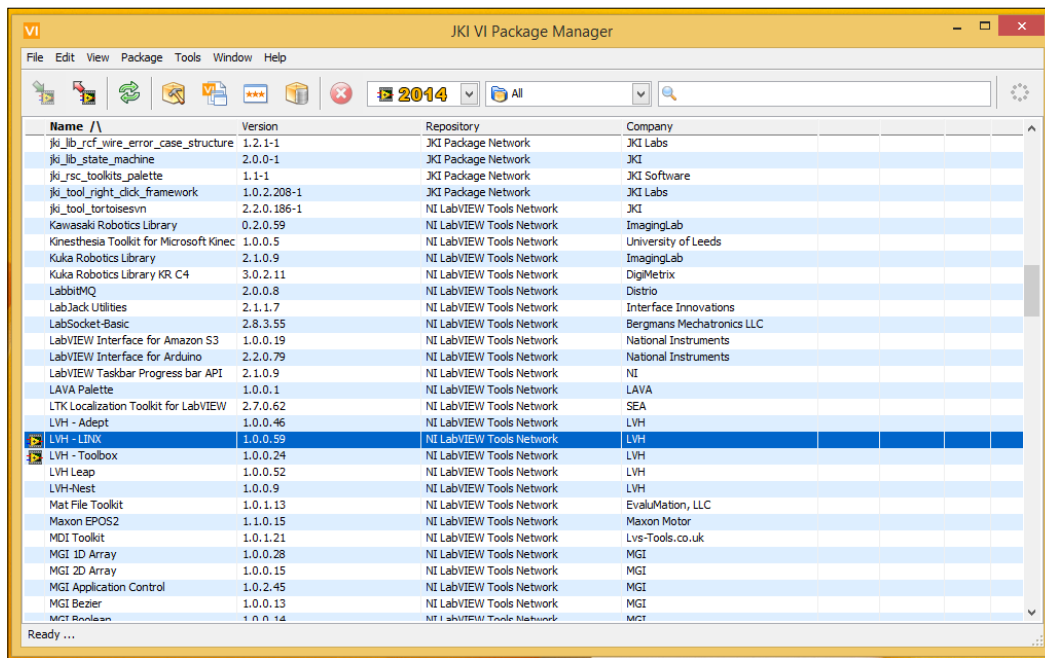 VI JKI VI Package Manager
File Edit View Package Tools Window Help
2014 All
Name /\ Version Repository Company
jki_lib_rcf_wire_error_case_structure 1.2.1-1 JKI Package Network JKI Labs
jki_lib_state_machine 2.0.0-1 JKI Package Network JKI
jki_rsc_toolkits_palette 1.1-1 JKI Package Network JKI Software
jki_tool_right_click_framework 1.0.2.208-1 JKI Package Network JKI Labs
jki_tool_tortoisesvn 2.2.0.186-1 NI LabVIEW Tools Network JKI
Kawasaki Robotics Library 0.2.0.59 NI LabVIEW Tools Network ImagingLab
Kinesthesia Toolkit for Microsoft Kinec 1.0.0.5 NI LabVIEW Tools Network University of Leeds
Kuka Robotics Library 2.1.0.9 NI LabVIEW Tools Network ImagingLab
Kuka Robotics Library KR C4 3.0.2.11 NI LabVIEW Tools Network DigiMetrix
LabbitMQ 2.0.0.8 NI LabVIEW Tools Network Distrio
LabJack Utilities 2.1.1.7 NI LabVIEW Tools Network Interface Innovations
LabSocket-Basic 2.8.3.55 NI LabVIEW Tools Network Bergmans Mechatronics LLC
LabVIEW Interface for Amazon S3 1.0.0.19 NI LabVIEW Tools Network National Instruments
LabVIEW Interface for Arduino 2.2.0.79 NI LabVIEW Tools Network National Instruments
LabVIEW Taskbar Progress bar API 2.1.0.9 NI LabVIEW Tools Network NI
LAVA Palette 1.0.0.1 NI LabVIEW Tools Network LAVA
LTK Localization Toolkit for LabVIEW 2.7.0.62 NI LabVIEW Tools Network SEA
LVH - Adept 1.0.0.46 NI LabVIEW Tools Network LVH
LVH - LINX 1.0.0.59 NI LabVIEW Tools Network LVH
LVH - Toolbox 1.0.0.24 NI LabVIEW Tools Network LVH
LVH Leap 1.0.0.52 NI LabVIEW Tools Network LVH
LVH-Nest 1.0.0.9 NI LabVIEW Tools Network LVH
Mat File Toolkit 1.0.1.13 NI LabVIEW Tools Network EvaluMation, LLC
Maxon EPOS2 1.1.0.15 NI LabVIEW Tools Network Maxon Motor
MDI Toolkit 1.0.1.21 NI LabVIEW Tools Network Lvs-Tools.co.uk
MGI 1D Array 1.0.0.28 NI LabVIEW Tools Network MGI
MGI 2D Array 1.0.0.15 NI LabVIEW Tools Network MGI
MGI Application Control 1.0.2.45 NI LabVIEW Tools Network MGI
MGI Bezier 1.0.0.13 NI LabVIEW Tools Network MGI
MGI Boolean 1.0.0.14 NI LabVIEW Tools Network MGI
Ready ...